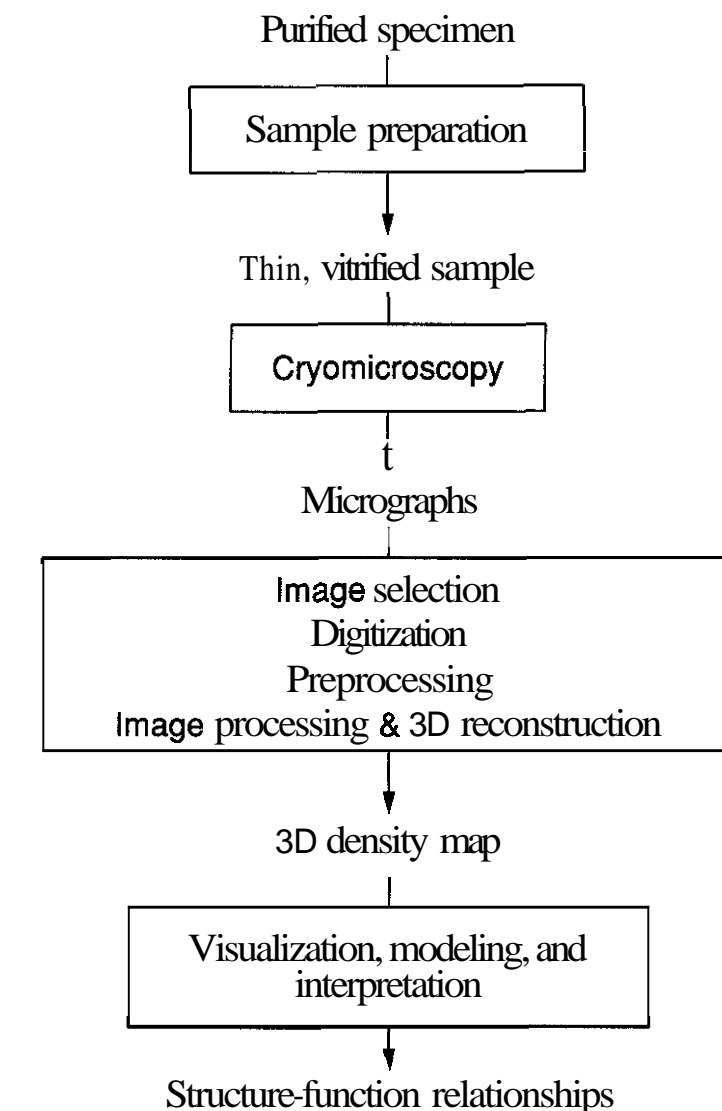 Purified specimen
Sample preparation
Thin, vitrified sample
Cryomicroscopy
t
Micrographs
Image selection
Digitization
Preprocessing
Image processing & 3D reconstruction
3D density map
Visualization, modeling, and
interpretation
Structure-function relationships